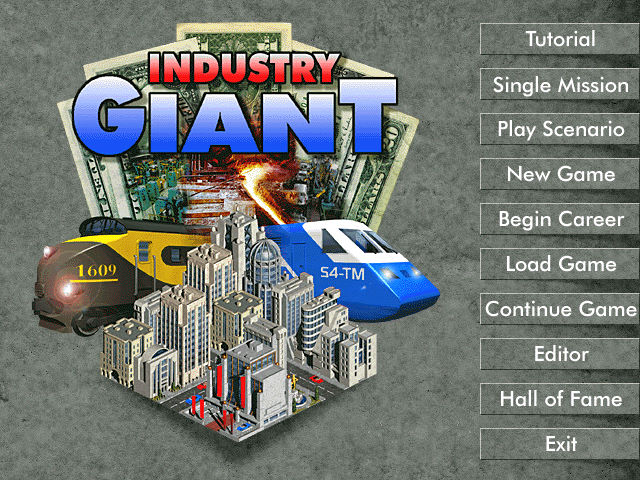 INDUSTRY
GIANT
1609
S4-TM
Tutorial
Single Mission
Play Scenario
New Game
Begin Career
Load Game
Continue Game
Editor
Hall of Fame
Exit